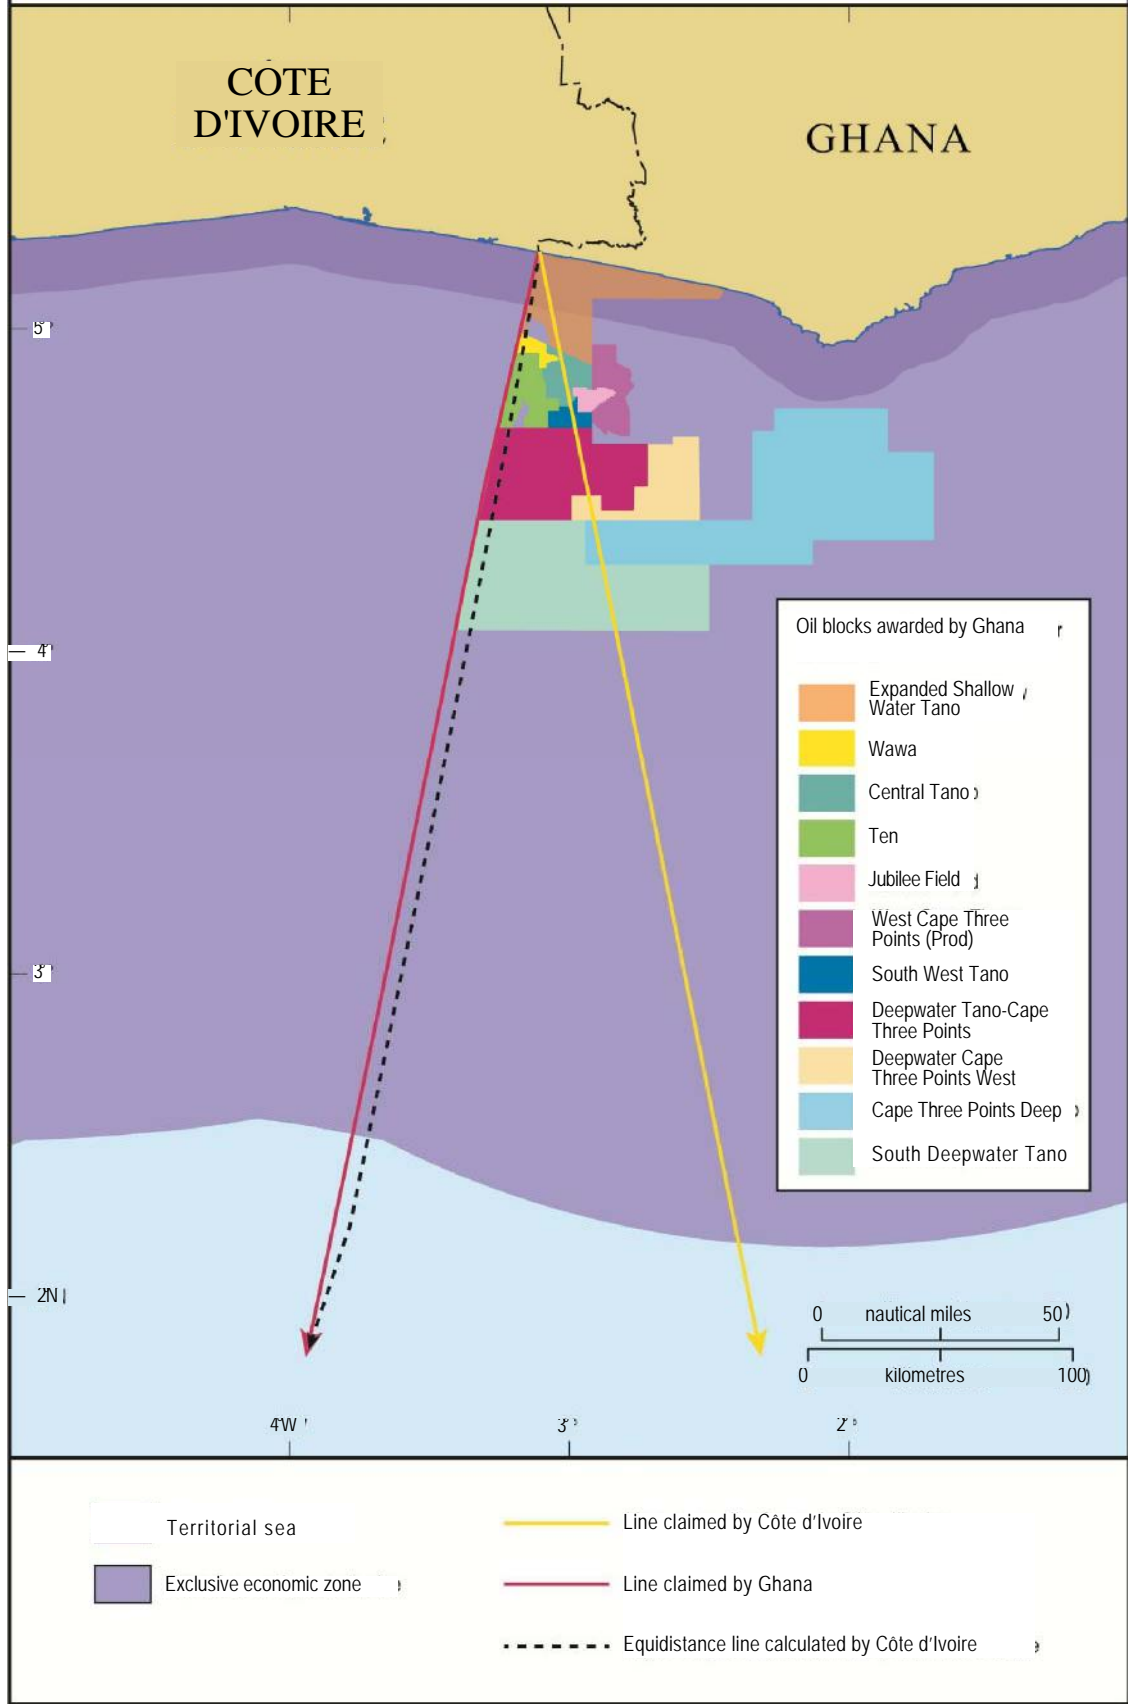 CÔTE
D'IVOIRE
GHANA
5°
4°
3°
2N
4W
3°
2°
Oil blocks awarded by Ghana
Expanded Shallow
Water Tano
Wawa
Central Tano
Ten
Jubilee Field
West Cape Three
Points (Prod)
South West Tano
Deepwater Tano-Cape
Three Points
Deepwater Cape
Three Points West
Cape Three Points Deep
South Deepwater Tano
0 nautical miles 50
0 kilometres 100
Territorial sea
Exclusive economic zone
Line claimed by Côte d'Ivoire
Line claimed by Ghana
Equidistance line calculated by Côte d'Ivoire